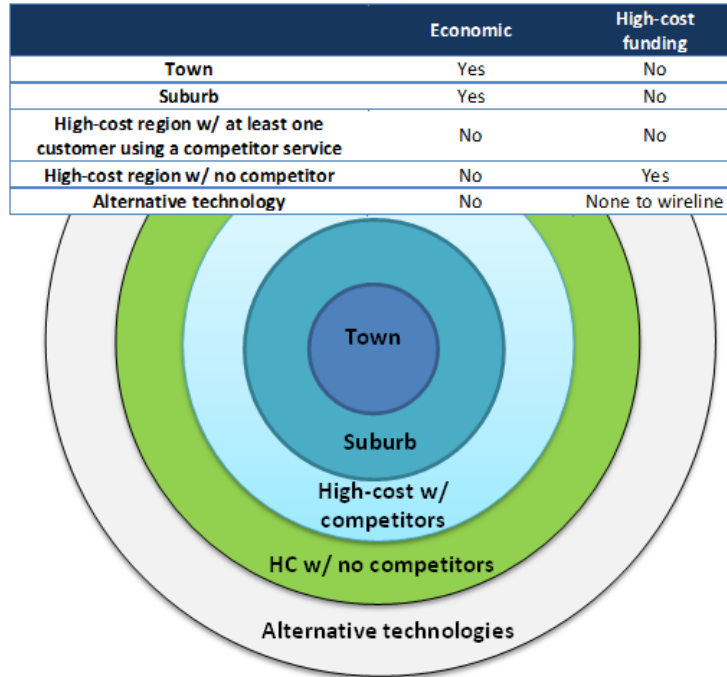 Economic High-cost
funding
Town Yes No
Suburb Yes No
High-cost region w/ at least one
customer using a competitor service No No
High-cost region w/ no competitor No Yes
Alternative technology No None to wireline
Town
Suburb
High-cost w/
competitors
HC w/ no competitors
Alternative technologies